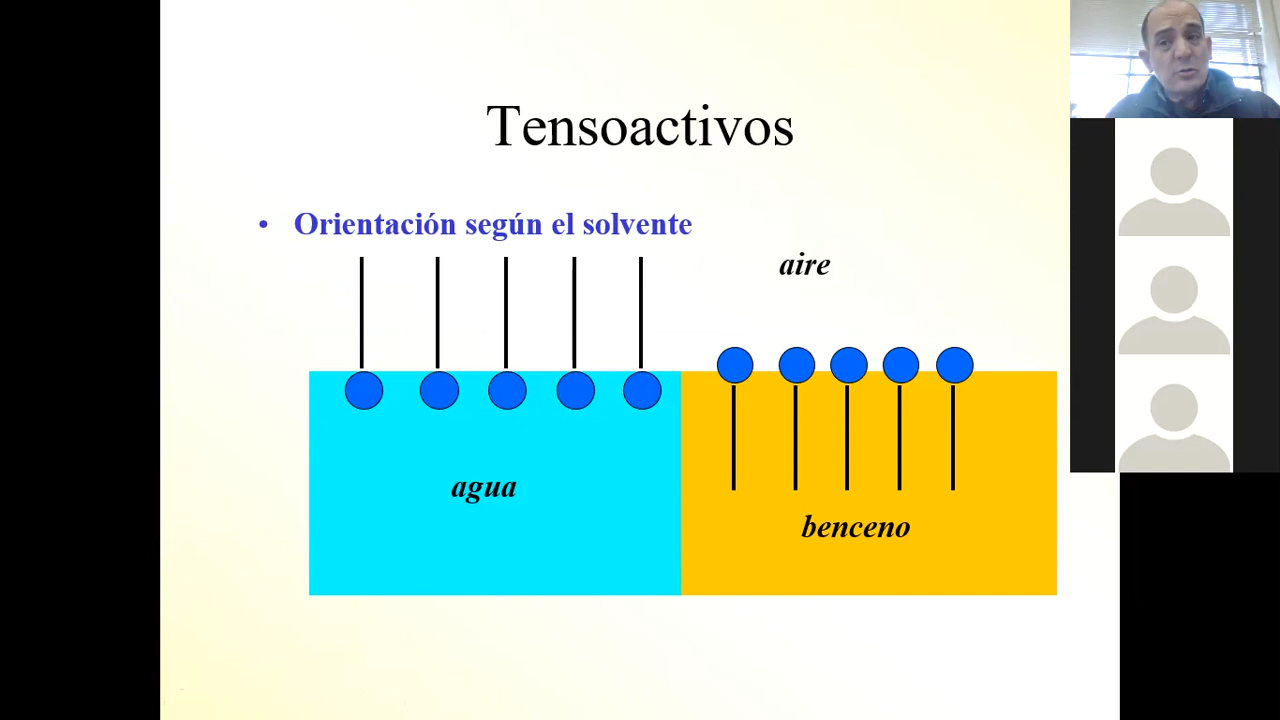 Tensoactivos
• Orientación según el solvente
aire
agua
benceno